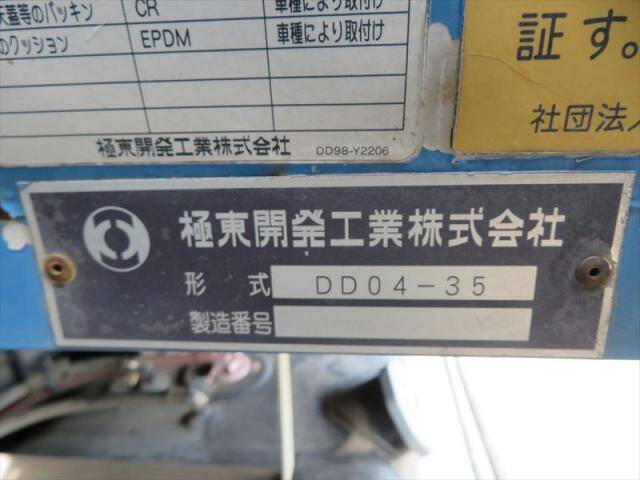 天蓋等のパッキン CR 車種により取付け
のクッション EPDM 車種により取付け
極東開発工業株式会社 DD98-Y2206
証す。
社団法人
極東開発工業株式会社
形式 DD04-35
製造番号